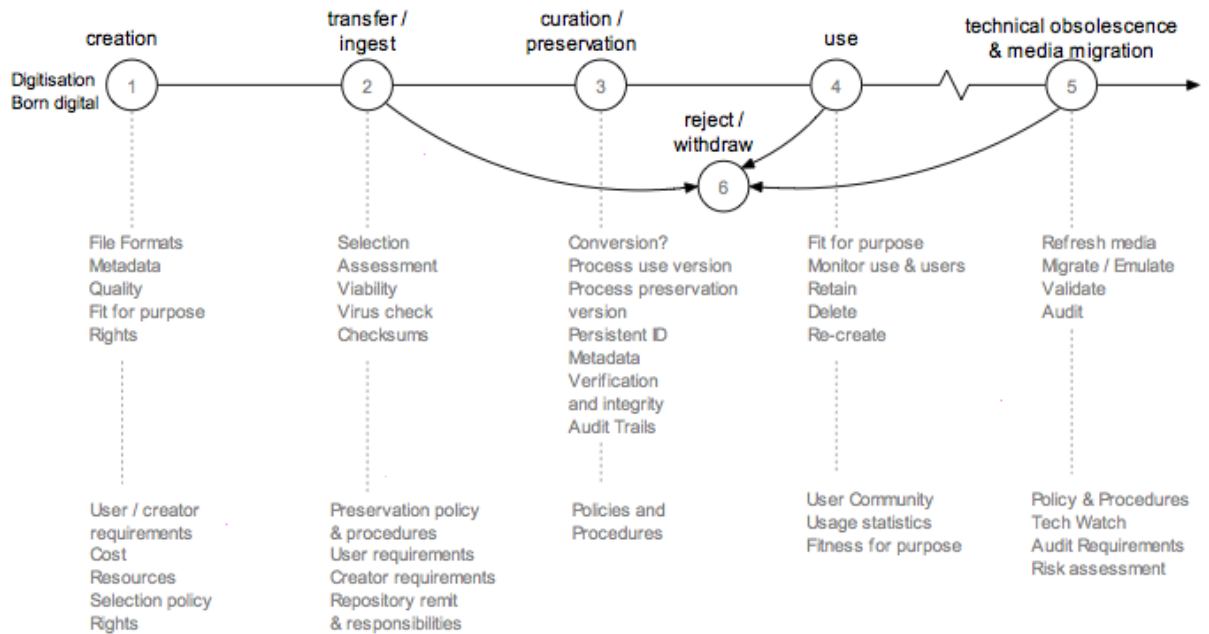 creation
transfer /
ingest
curation /
preservation
use
technical obsolescence
& media migration
Digitisation
Born digital
1
2
3
4
5
reject /
withdraw
6
File Formats
Metadata
Quality
Fit for purpose
Rights
Selection
Assessment
Viability
Virus check
Checksums
Conversion?
Process use version
Process preservation
version
Persistent ID
Metadata
Verification
and integrity
Audit Trails
Fit for purpose
Monitor use & users
Retain
Delete
Re-create
Refresh media
Migrate / Emulate
Validate
Audit
User / creator
requirements
Cost
Resources
Selection policy
Rights
Preservation policy
& procedures
User requirements
Creator requirements
Repository remit
& responsibilities
Policies and
Procedures
User Community
Usage statistics
Fitness for purpose
Policy & Procedures
Tech Watch
Audit Requirements
Risk assessment